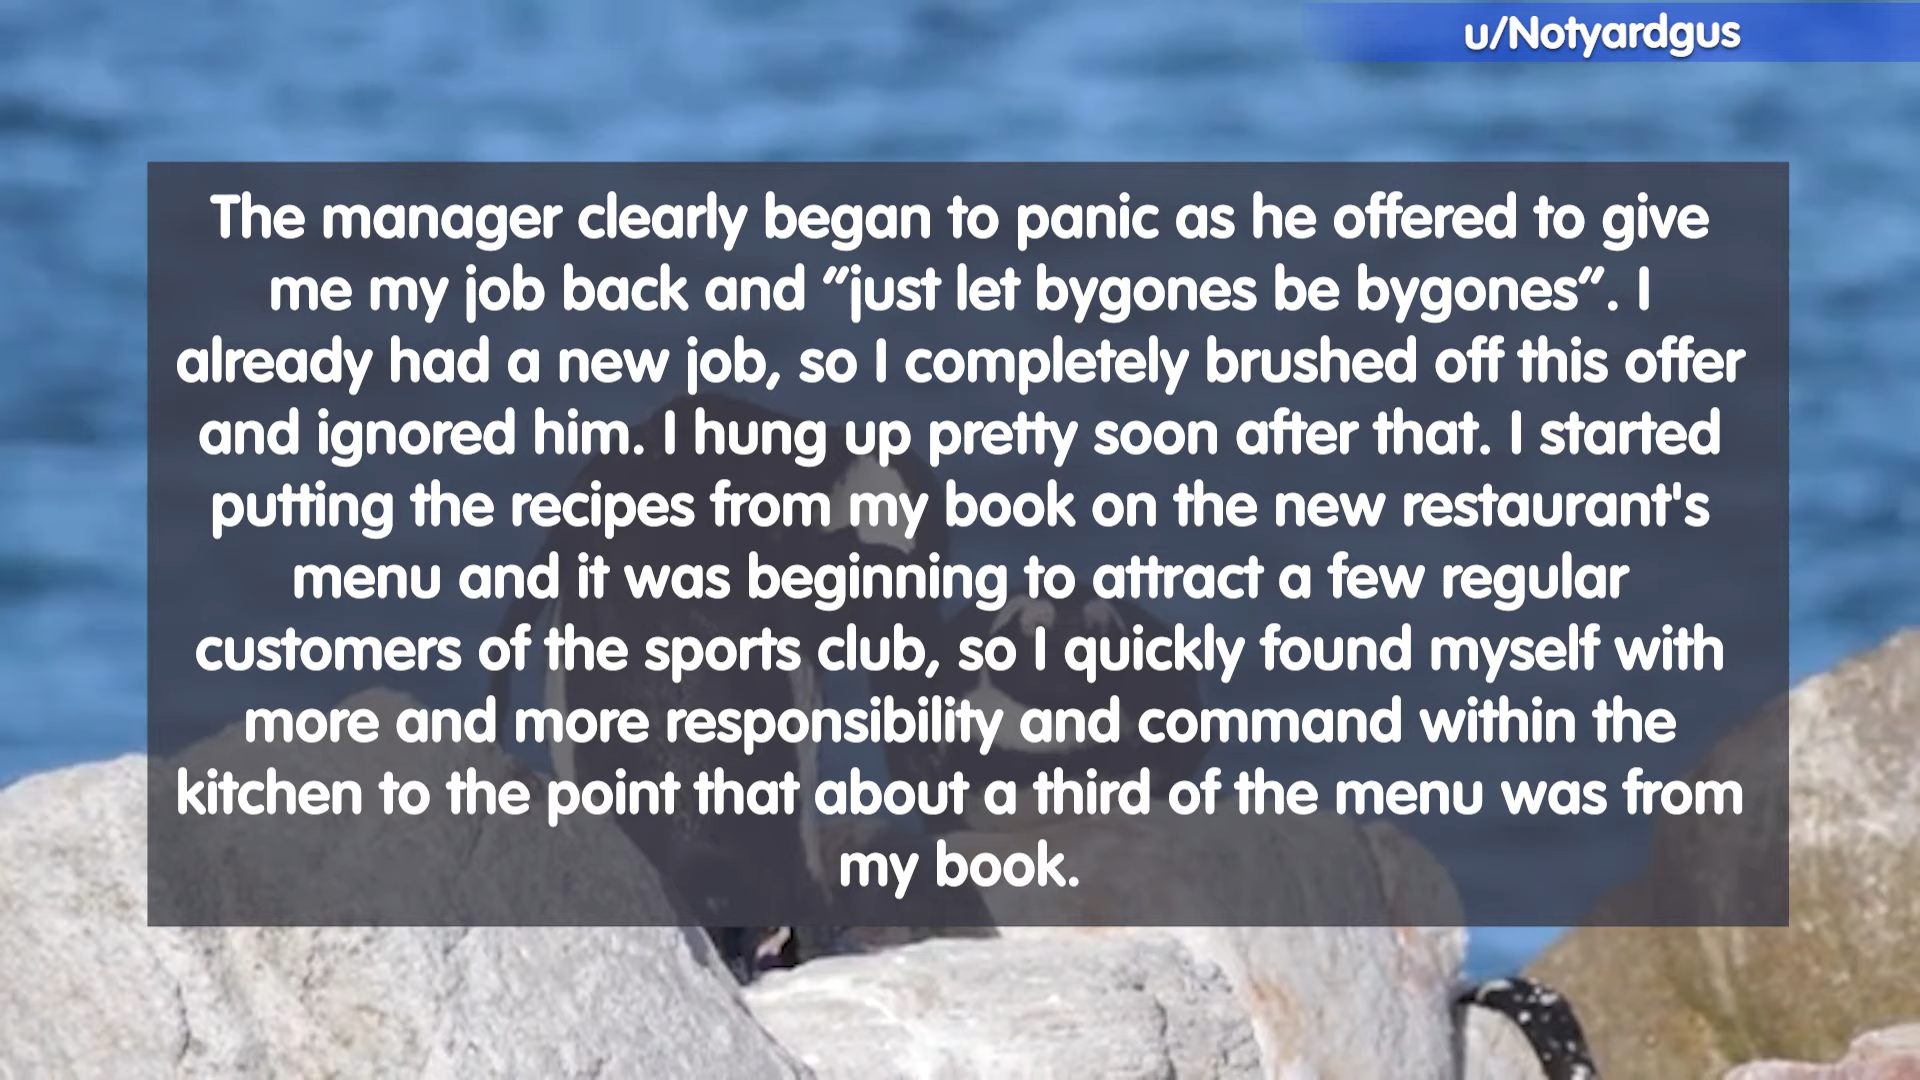 u/Notyardgus
The manager clearly began to panic as he offered to give
me my job back and “just let bygones be bygones“. I
already had a new job, so I completely brushed off this offer
and ignored him. I hung up pretty soon after that. I started
putting the recipes from my book on the new restaurant's
menu and it was beginning to attract a few regular
customers of the sports club, so I quickly found myself with
more and more responsibility and command within the
kitchen to the point that about a third of the menu was from
my book.